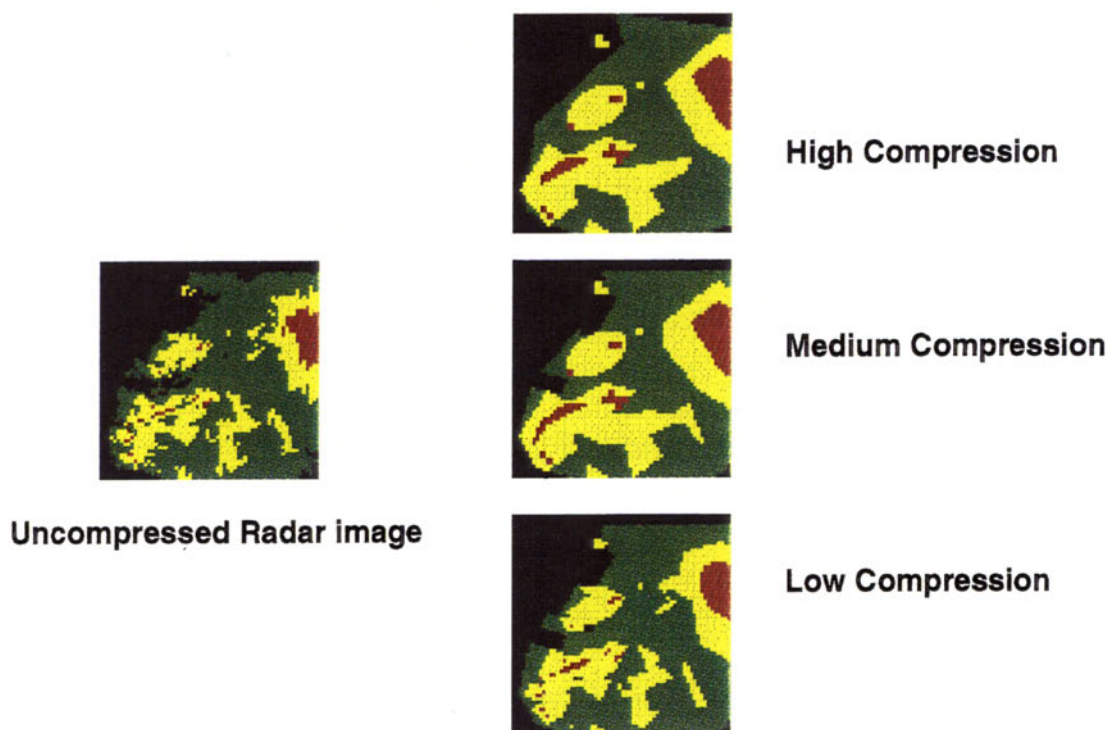 High Compression
Medium Compression
Uncompressed Radar image
Low Compression